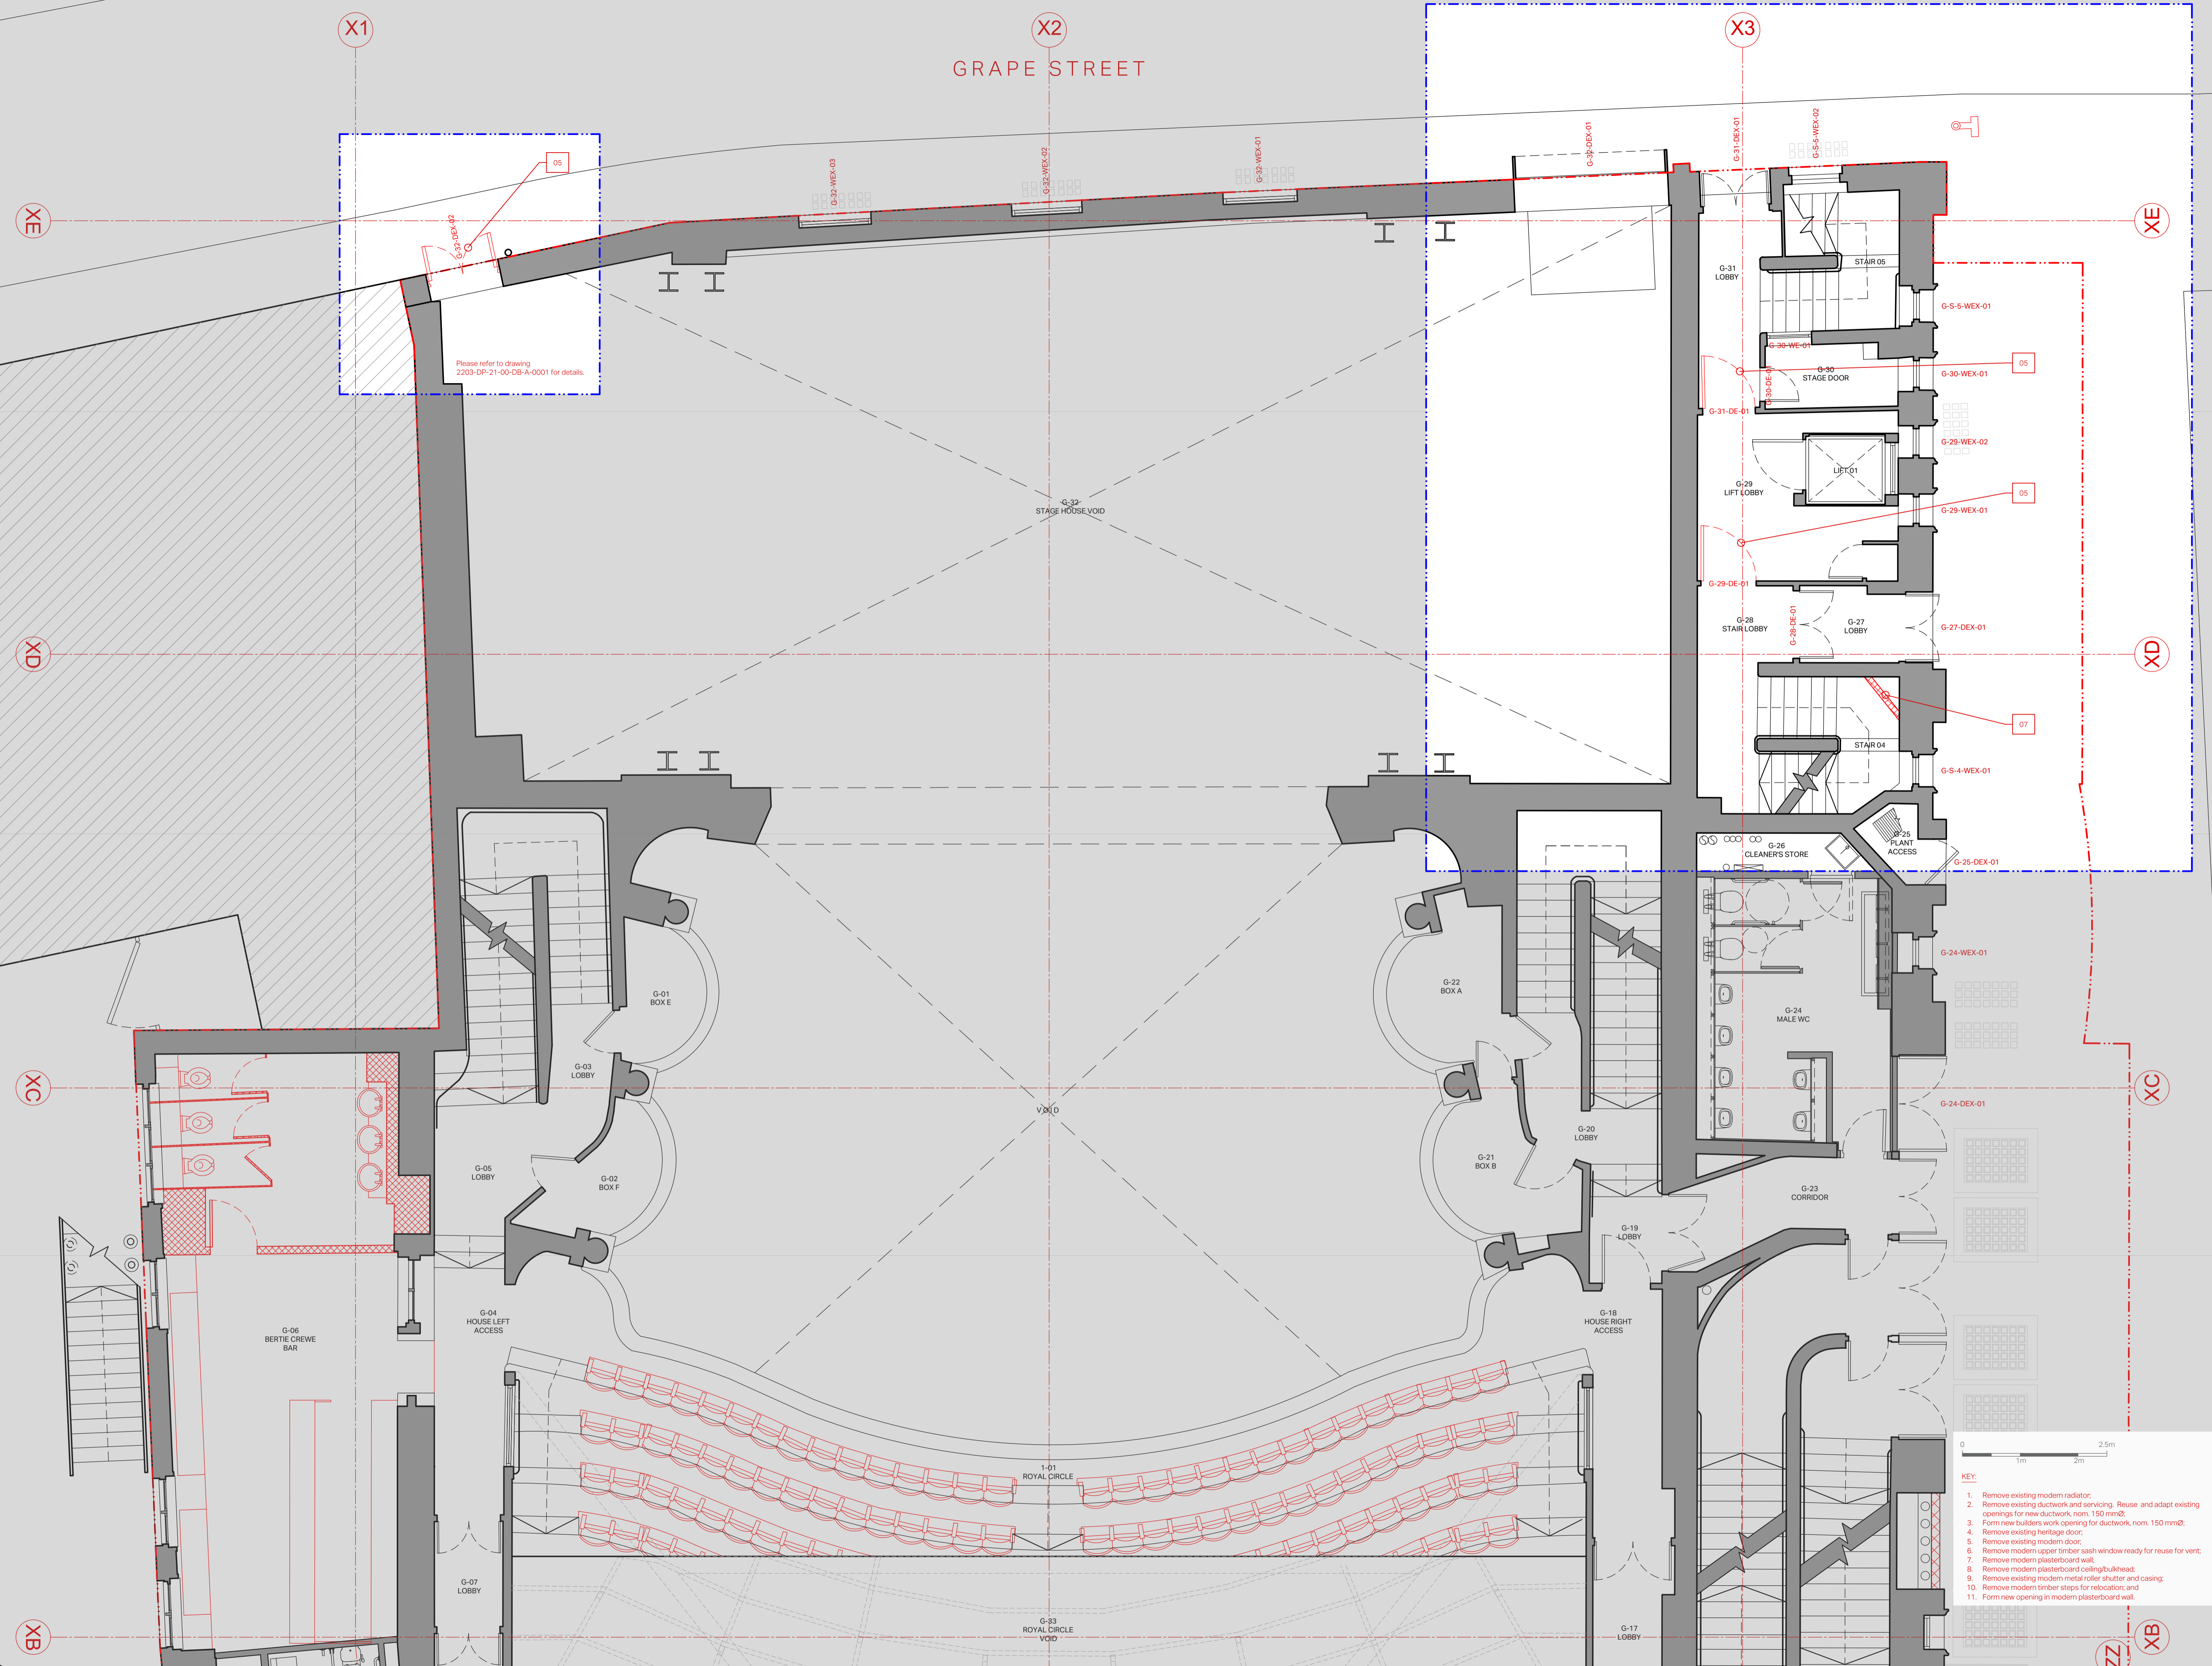 X1
X2
X3
GRAPE STREET
05
G-32-DEX-02
G-32-WEX-03
G-32-WEX-02
G-32-WEX-01
G-32-DEX-01
G-31-DEX-01
G-S-5-WEX-02
XE
XE
G-31
LOBBY
STAIR 05
G-S-5-WEX-01
Please refer to drawing
2203-DP-21-00-DB-A-0001 for details.
G-30-WE-01
G-30
STAGE DOOR
G-30-DE-01
G-30-WEX-01
05
G-31-DE-01
G-29-WEX-02
LIFT 01
G-29
LIFT LOBBY
05
G-32
STAGE HOUSE VOID
G-29-WEX-01
G-29-DE-01
G-28
STAIR LOBBY
G-28-DE-01
G-27
LOBBY
G-27-DEX-01
XD
XD
07
STAIR 04
G-S-4-WEX-01
G-25
PLANT
ACCESS
G-26
CLEANER'S STORE
G-25-DEX-01
G-24-WEX-01
G-01
BOX E
G-22
BOX A
G-24
MALE WC
G-03
LOBBY
XC
XC
G-24-DEX-01
VOID
G-20
LOBBY
G-05
LOBBY
G-02
BOX F
G-21
BOX B
G-23
CORRIDOR
G-19
LOBBY
G-04
HOUSE LEFT
ACCESS
G-18
HOUSE RIGHT
ACCESS
G-06
BERTIE CREWE
BAR
1-01
ROYAL CIRCLE
0
2.5m
1m
2m
KEY:
1. Remove existing modern radiator;
2. Remove existing ductwork and servicing. Reuse and adapt existing
openings for new ductwork, nom. 150 mmØ;
3. Form new builders work opening for ductwork, nom. 150 mmØ;
4. Remove existing heritage door;
5. Remove existing modern door;
6. Remove modern upper timber sash window ready for reuse for vent;
7. Remove modern plasterboard wall;
8. Remove modern plasterboard ceiling/bulkhead;
9. Remove existing modern metal roller shutter and casing;
10. Remove modern timber steps for relocation; and
11. Form new opening in modern plasterboard wall.
G-07
LOBBY
G-33
ROYAL CIRCLE
VOID
G-17
LOBBY
XB
XB
ZZ